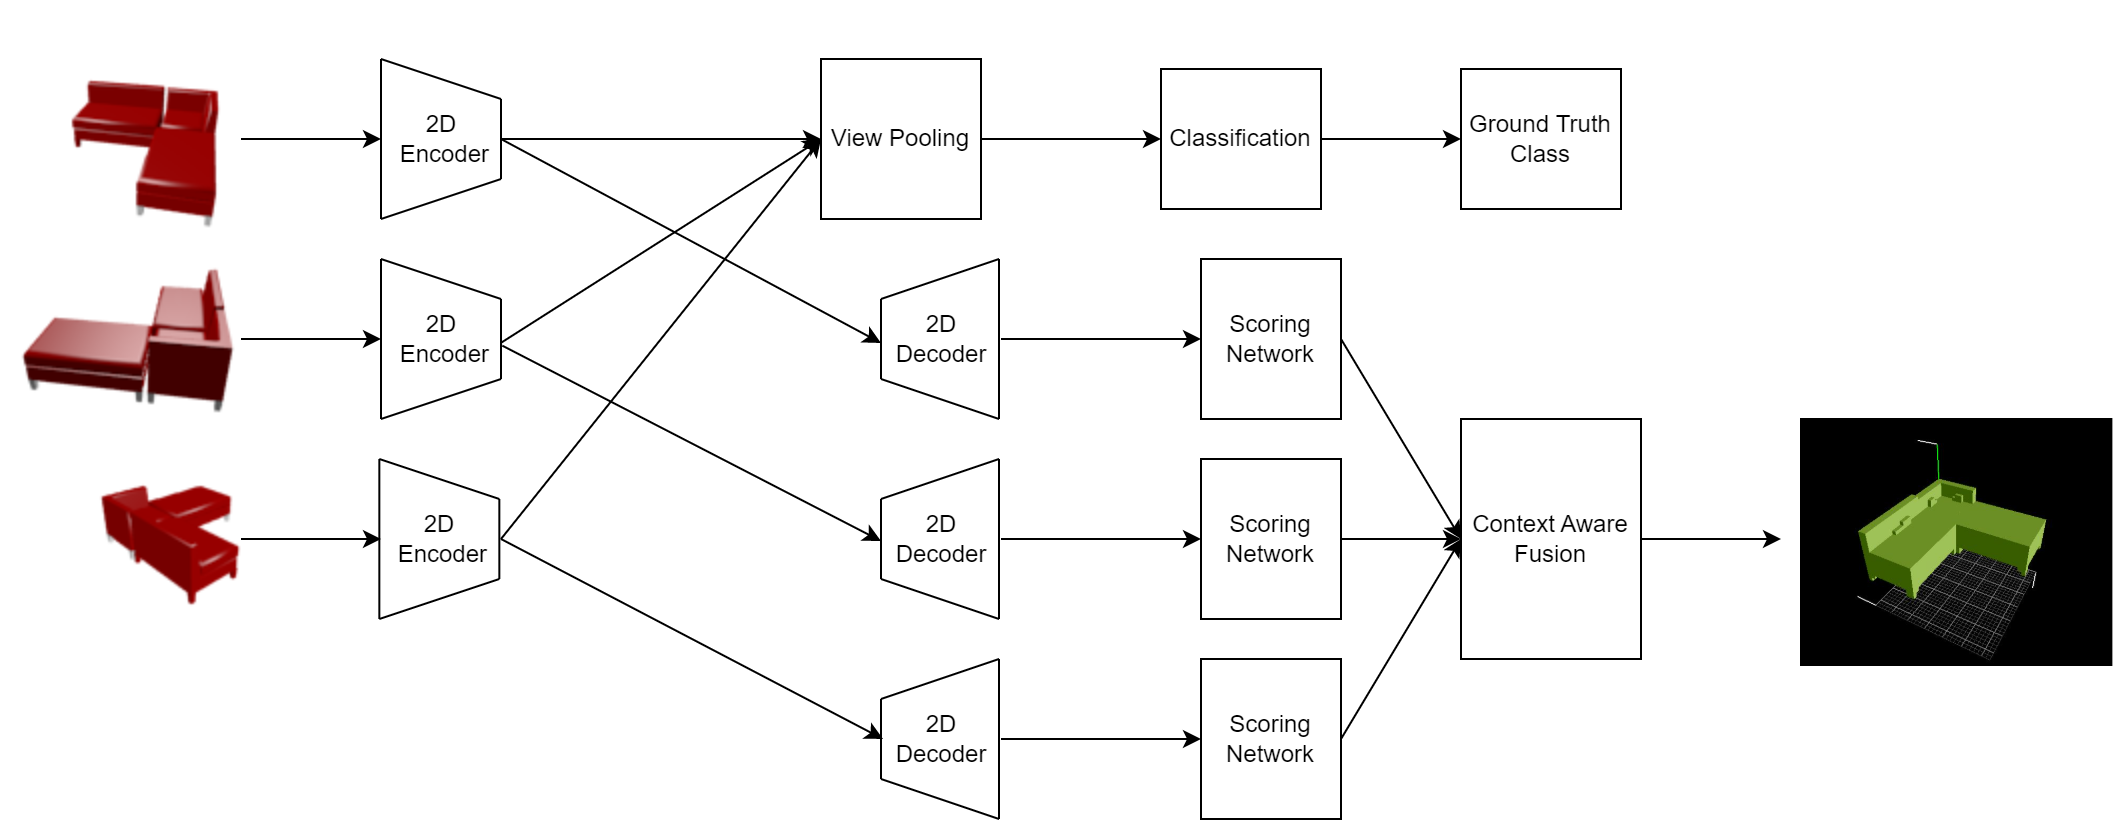 2D
Encoder
View Pooling
Classification
Ground Truth
Class
2D
Encoder
2D
Decoder
Scoring
Network
2D
Encoder
2D
Decoder
Scoring
Network
Context Aware
Fusion
2D
Decoder
Scoring
Network